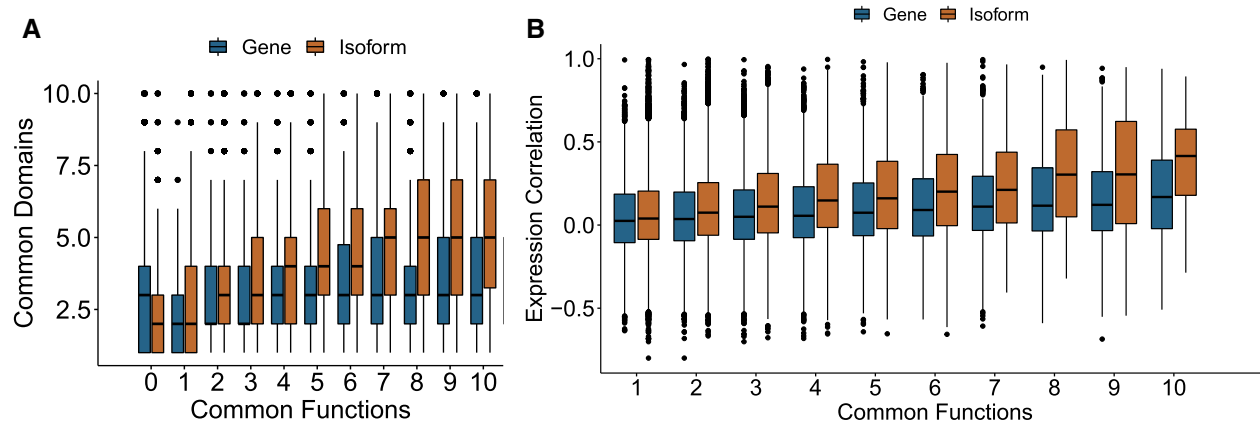 A
Gene Isoform
Common Domains
10.0
7.5
5.0
2.5
0 1 2 3 4 5 6 7 8 9 10
Common Functions
B
Gene Isoform
Expression Correlation
1.0
0.5
0.0
−0.5
1 2 3 4 5 6 7 8 9 10
Common Functions